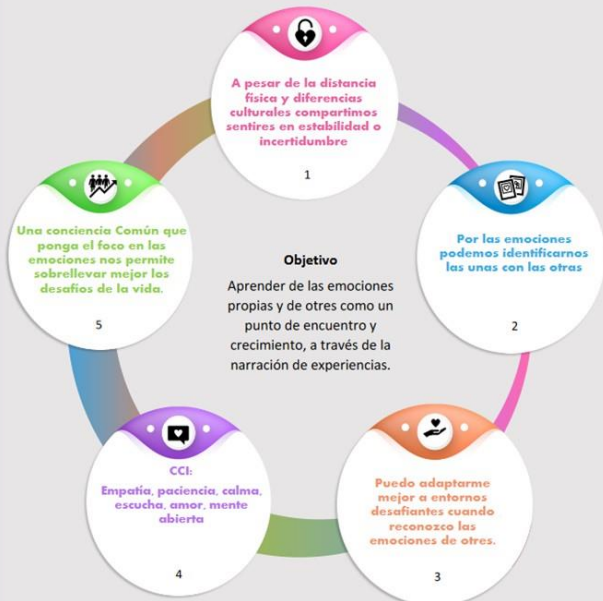 A pesar de la distancia
física y diferencias
culturales compartimos
sentires en estabilidad o
incertidumbre
1
Por las emociones
podemos identificarnos
las unas con las otras
2
Puedo adaptarme
mejor a entornos
desafiantes cuando
reconozco las
emociones de otres.
3
CCI:
Empatía, paciencia, calma,
escucha, amor, mente
abierta
4
Una conciencia Común que
ponga el foco en las
emociones nos permite
sobrellevar mejor los
desafíos de la vida.
5
Objetivo
Aprender de las emociones
propias y de otres como un
punto de encuentro y
crecimiento, a través de la
narración de experiencias.